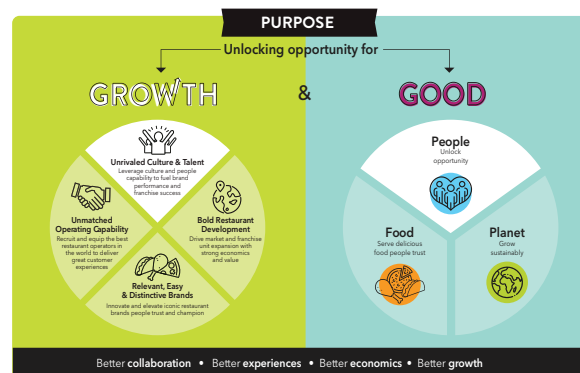 PURPOSE
Unlocking opportunity for
GROWTH
&
GOOD
Unrivaled Culture & Talent
Leverage culture and people
capability to fuel brand
performance and
franchise success
Unmatched
Operating Capability
Recruit and equip the best
restaurant operators in
the world to deliver
great customer
experiences
Bold Restaurant
Development
Drive market and franchise
unit expansion with
strong economics
and value
Relevant, Easy
& Distinctive Brands
Innovate and elevate iconic restaurant
brands people trust and champion
People
Unlock
opportunity
Food
Serve delicious
food people trust
Planet
Grow
sustainably
Better collaboration • Better experiences • Better economics • Better growth